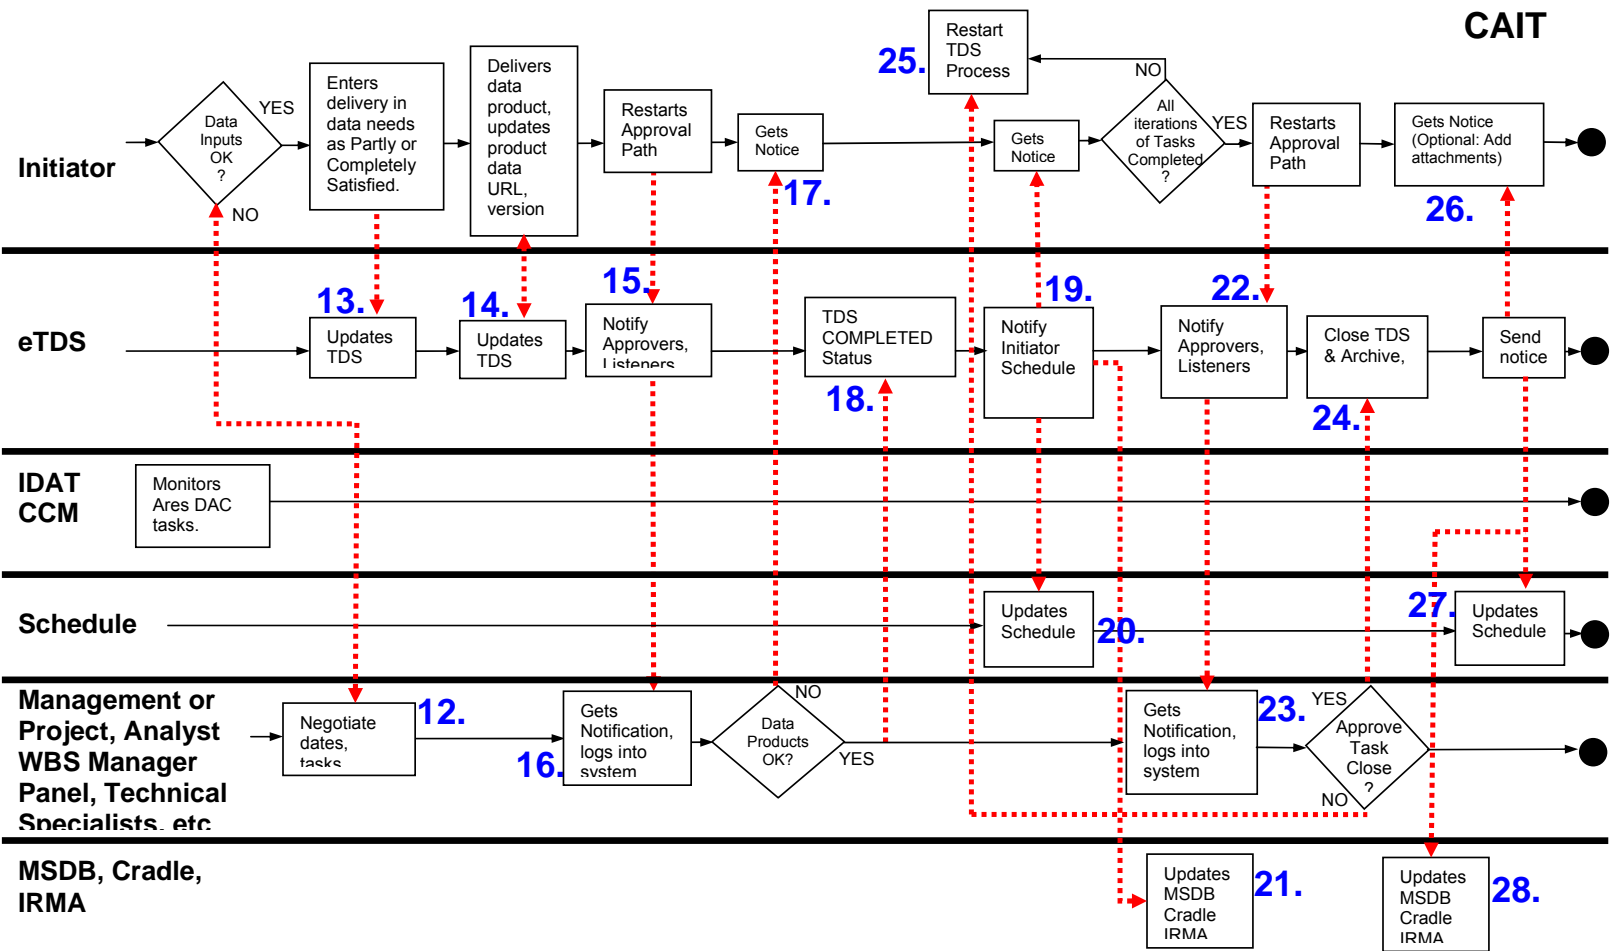 CAIT
Initiator
Data
Inputs
OK
?
YES
NO
Enters
delivery in
data needs
as Partly or
Completely
Satisfied.
Delivers
data
product,
updates
product
data
URL,
version
Restarts
Approval
Path
Gets
Notice
17.
25.
Restart
TDS
Process
NO
Gets
Notice
All
iterations
of Tasks
Completed
?
YES
Restarts
Approval
Path
Gets Notice
(Optional: Add
attachments)
26.
eTDS
13.
Updates
TDS
14.
Updates
TDS
15.
Notify
Approvers,
Listeners
TDS
COMPLETED
Status
18.
19.
Notify
Initiator
Schedule
22.
Notify
Approvers,
Listeners
Close TDS
& Archive,
24.
Send
notice
IDAT
CCM
Monitors
Ares DAC
tasks.
Schedule
Updates
Schedule
20.
27.
Updates
Schedule
Management or
Project, Analyst
WBS Manager
Panel, Technical
Specialists, etc
Negotiate
dates,
tasks
12.
16.
Gets
Notification,
logs into
system
NO
Data
Products
OK?
YES
Gets
Notification,
logs into
system
23.
YES
Approve
Task
Close
?
NO
MSDB, Cradle,
IRMA
Updates
MSDB
Cradle
IRMA
21.
Updates
MSDB
Cradle
IRMA
28.